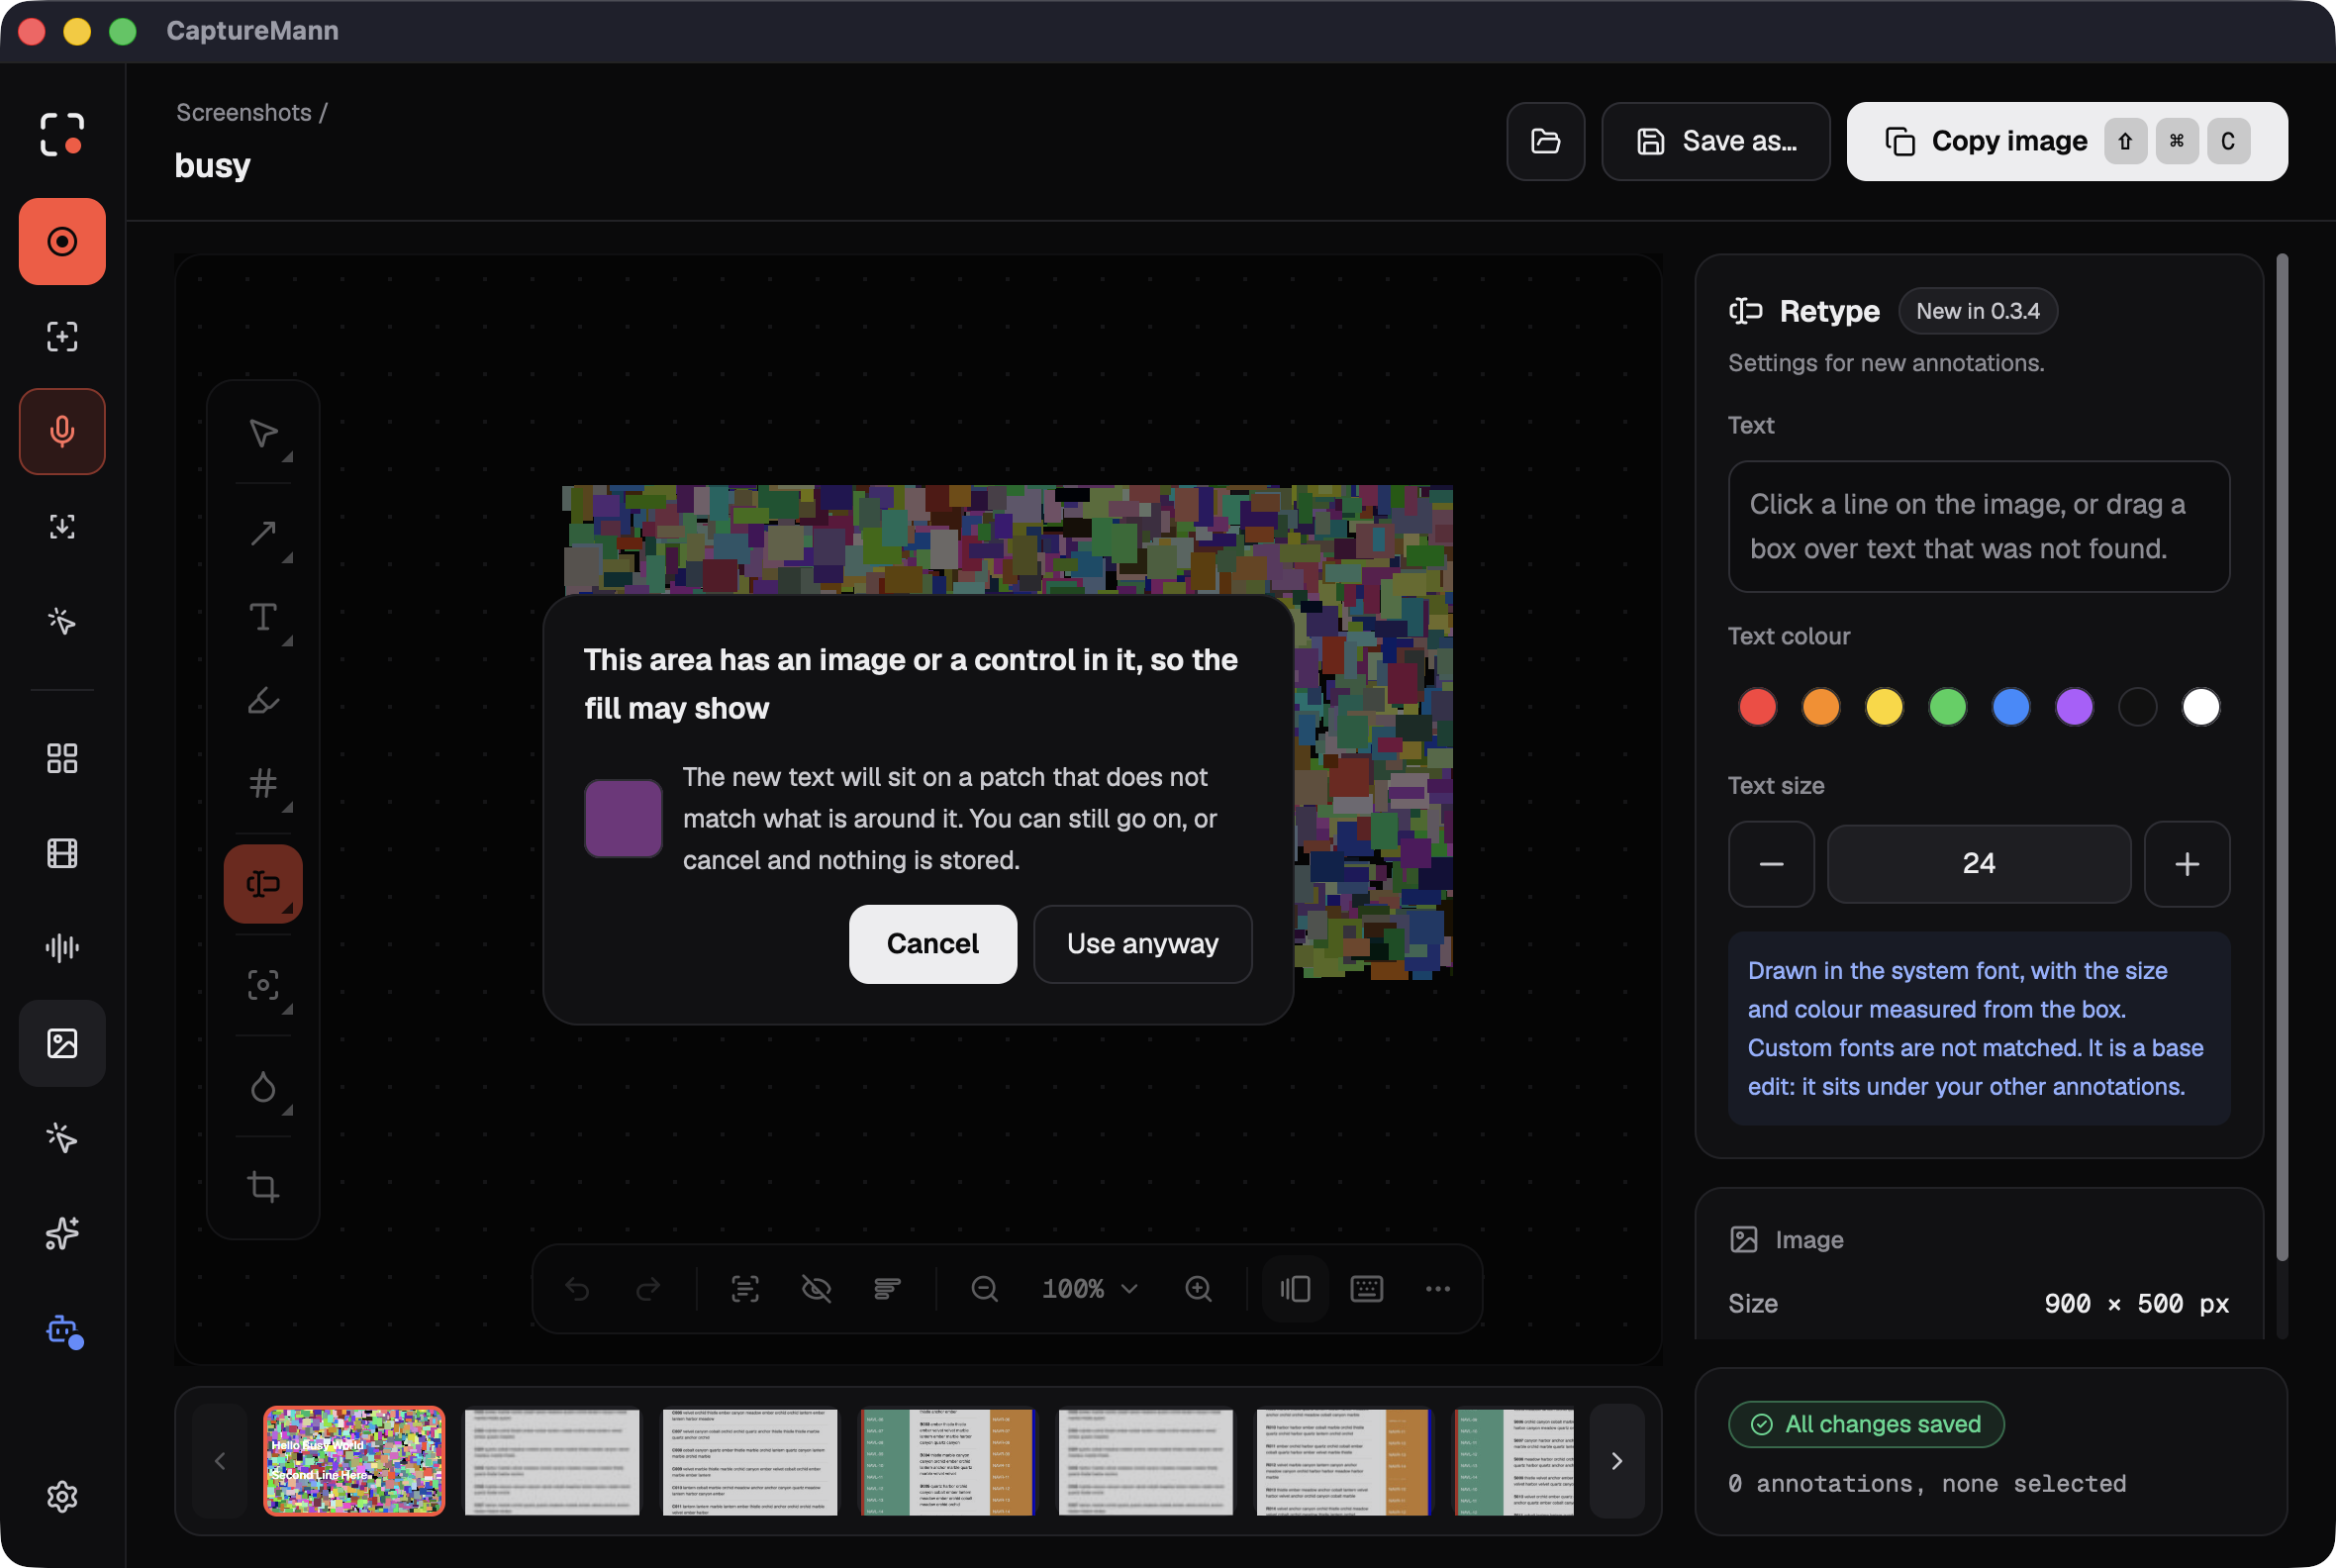 CaptureMann
Screenshots /
busy
Save as...
Copy image ⇧ ⌘ C
Retype New in 0.3.4
Settings for new annotations.
Text
Click a line on the image, or drag a
box over text that was not found.
Text colour
Text size
24
Drawn in the system font, with the size
and colour measured from the box.
Custom fonts are not matched. It is a base
edit: it sits under your other annotations.
Image
Size 900 × 500 px
This area has an image or a control in it, so the
fill may show
The new text will sit on a patch that does not
match what is around it. You can still go on, or
cancel and nothing is stored.
Cancel
Use anyway
100%
Hello Busy World
Second Line Here
All changes saved
0 annotations, none selected